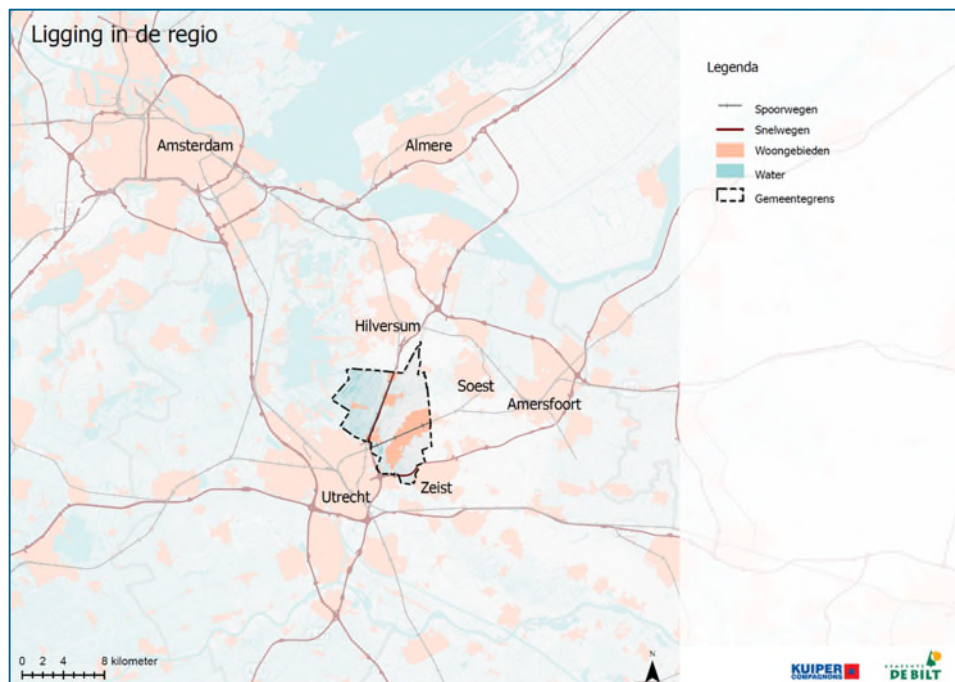 Ligging in de regio
Legenda
Spoorwegen
Snelwegen
Woongebieden
Water
Gemeentegrens
Amsterdam
Almere
Hilversum
Soest
Amersfoort
Zeist
Utrecht
0 2 4 8 kilometer
N
KUIPER
COMPAGNONS
GEMEENTE
DE BILT